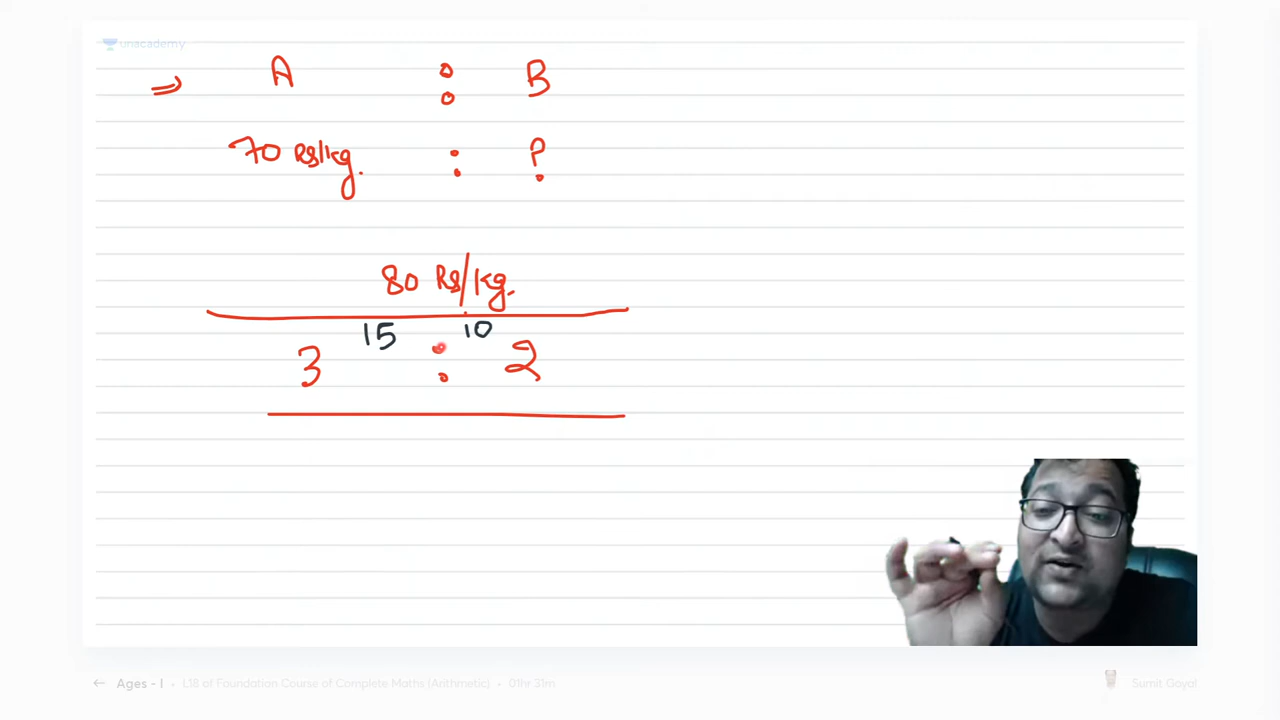 unacademy
⇒ A : B
70 Rs/kg. : ?
80 Rs/kg.
15 10
3 : 2
← Ages - I • L18 of Foundation Course of Complete Maths (Arithmetic) • 01hr 31m
Sumit Goyal